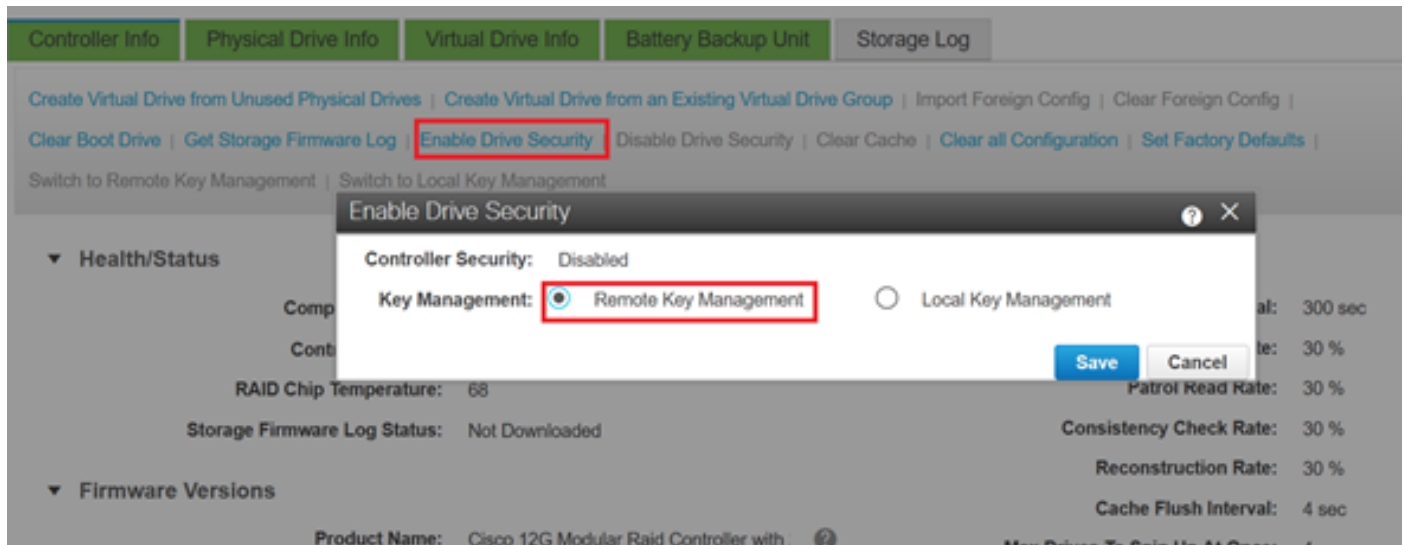 Controller Info Physical Drive Info Virtual Drive Info Battery Backup Unit Storage Log
Create Virtual Drive from Unused Physical Drives | Create Virtual Drive from an Existing Virtual Drive Group | Import Foreign Config | Clear Foreign Config |
Clear Boot Drive | Get Storage Firmware Log | Enable Drive Security | Disable Drive Security | Clear Cache | Clear all Configuration | Set Factory Defaults |
Switch to Remote Key Management | Switch to Local Key Management
Enable Drive Security
Controller Security: Disabled
Key Management: Remote Key Management Local Key Management
Save Cancel
Health/Status
300 sec
30 %
RAID Chip Temperature: 68 Patrol Read Rate: 30 %
Storage Firmware Log Status: Not Downloaded Consistency Check Rate: 30 %
Reconstruction Rate: 30 %
Firmware Versions
Cache Flush Interval: 4 sec
Product Name: Cisco 12G Modular Raid Controller with